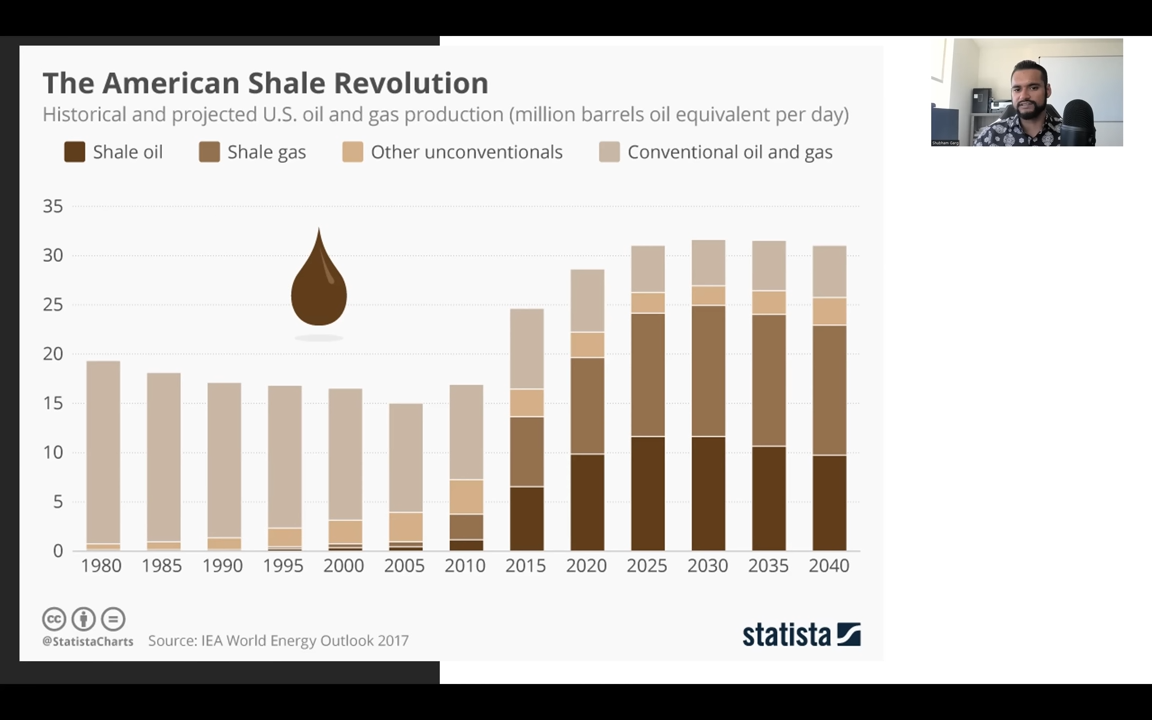 The American Shale Revolution
Historical and projected U.S. oil and gas production (million barrels oil equivalent per day)
Shale oil Shale gas Other unconventionals Conventional oil and gas
35
30
25
20
15
10
5
0
1980 1985 1990 1995 2000 2005 2010 2015 2020 2025 2030 2035 2040
cc
@StatistaCharts Source: IEA World Energy Outlook 2017
statista